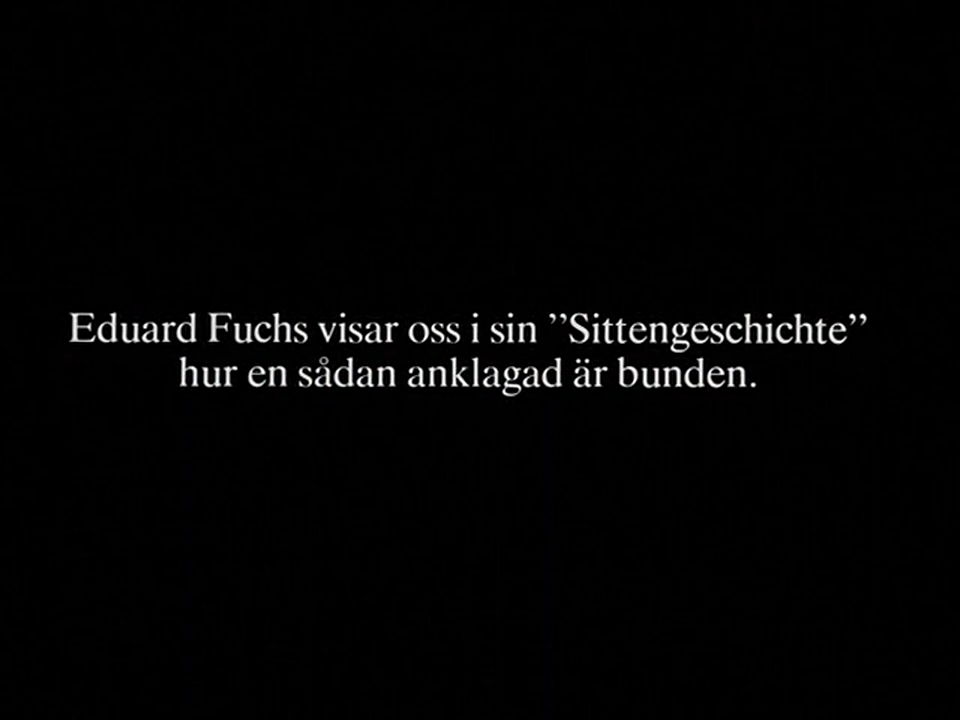 Eduard Fuchs visar oss i sin ”Sittengeschichte”
hur en sådan anklagad är bunden.